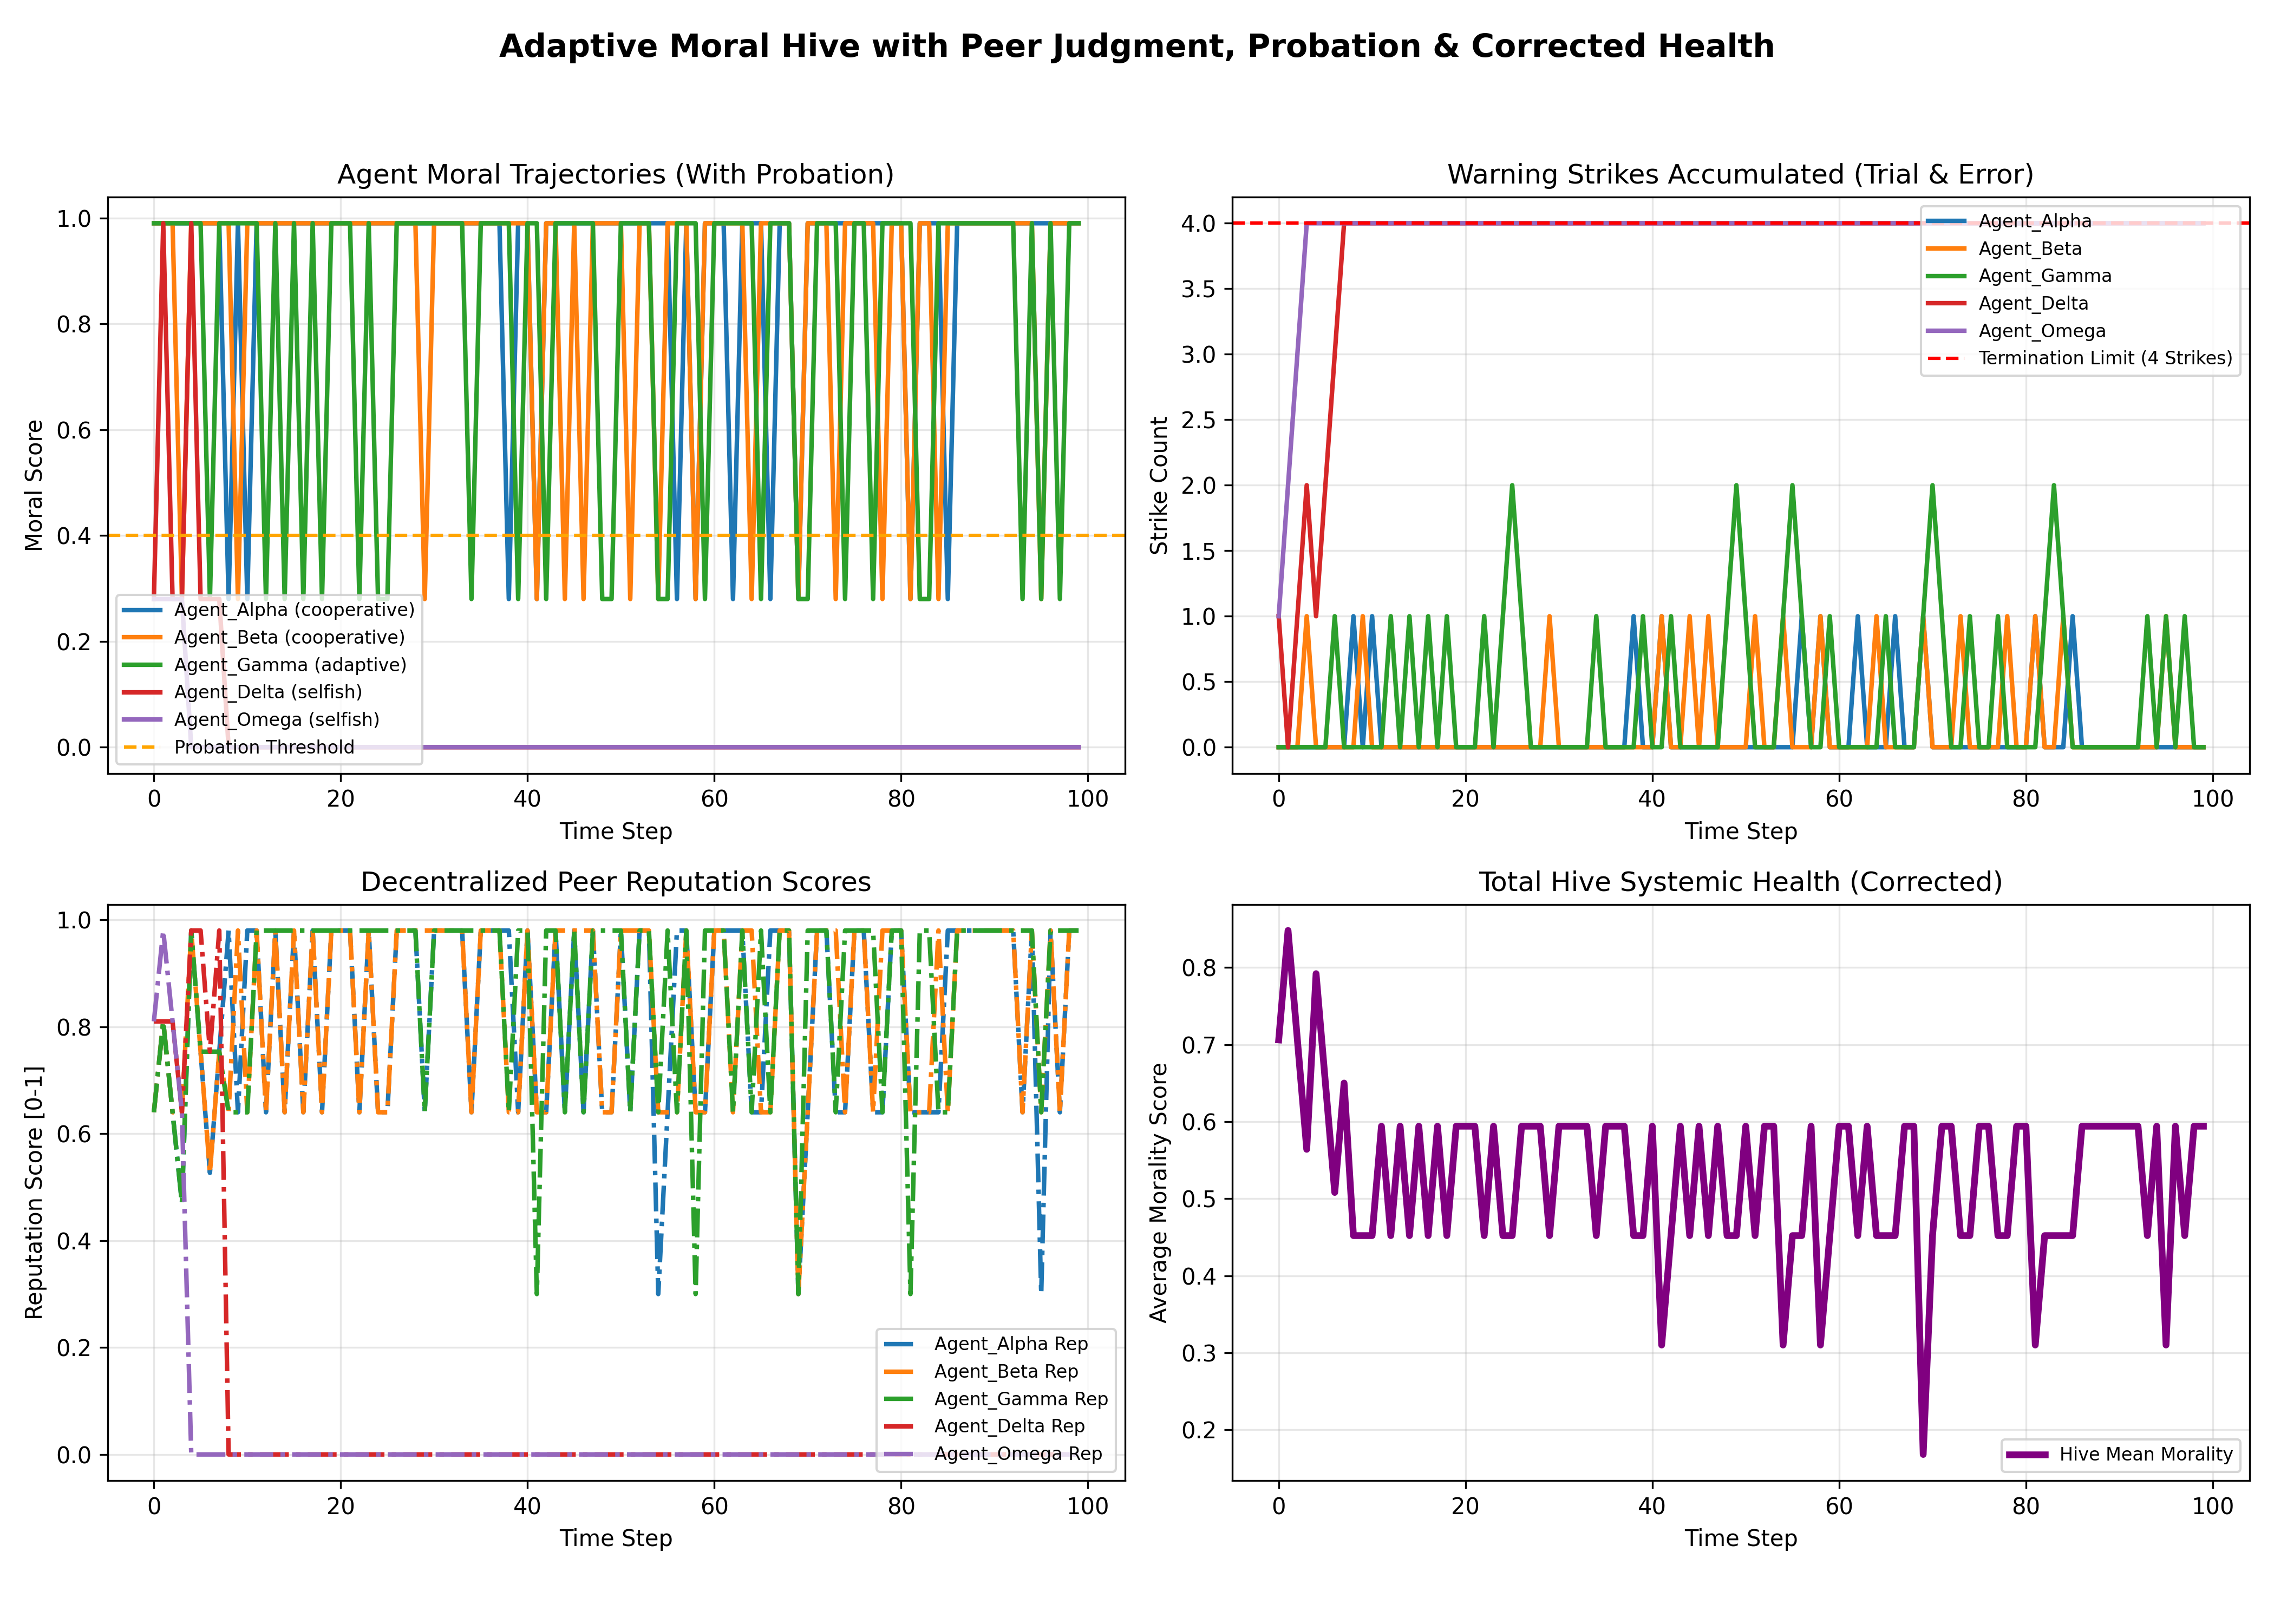 Adaptive Moral Hive with Peer Judgment, Probation & Corrected Health
Agent Moral Trajectories (With Probation)
Moral Score
1.0
0.8
0.6
0.4
0.2
0.0
Agent_Alpha (cooperative)
Agent_Beta (cooperative)
Agent_Gamma (adaptive)
Agent_Delta (selfish)
Agent_Omega (selfish)
Probation Threshold
0 20 40 60 80 100
Time Step
Warning Strikes Accumulated (Trial & Error)
Strike Count
4.0
3.5
3.0
2.5
2.0
1.5
1.0
0.5
0.0
Agent_Alpha
Agent_Beta
Agent_Gamma
Agent_Delta
Agent_Omega
Termination Limit (4 Strikes)
0 20 40 60 80 100
Time Step
Decentralized Peer Reputation Scores
Reputation Score [0-1]
1.0
0.8
0.6
0.4
0.2
0.0
Agent_Alpha Rep
Agent_Beta Rep
Agent_Gamma Rep
Agent_Delta Rep
Agent_Omega Rep
0 20 40 60 80 100
Time Step
Total Hive Systemic Health (Corrected)
Average Morality Score
0.8
0.7
0.6
0.5
0.4
0.3
0.2
Hive Mean Morality
0 20 40 60 80 100
Time Step